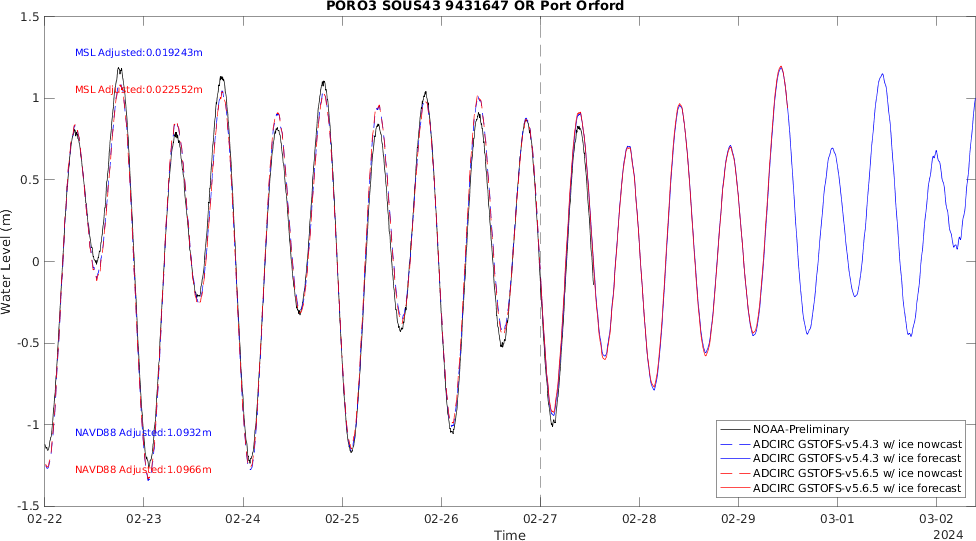 PORO3 SOUS43 9431647 OR Port Orford
1.5
MSL Adjusted:0.019243m
1
MSL Adjusted:0.022552m
0.5
0
Water Level (m)
-0.5
-1
NAVD88 Adjusted:1.0932m
NAVD88 Adjusted:1.0966m
-1.5
NOAA-Preliminary
ADCIRC GSTOFS-v5.4.3 w/ ice nowcast
ADCIRC GSTOFS-v5.4.3 w/ ice forecast
ADCIRC GSTOFS-v5.6.5 w/ ice nowcast
ADCIRC GSTOFS-v5.6.5 w/ ice forecast
02-22 02-23 02-24 02-25 02-26 02-27 02-28 02-29 03-01 03-02
Time
2024